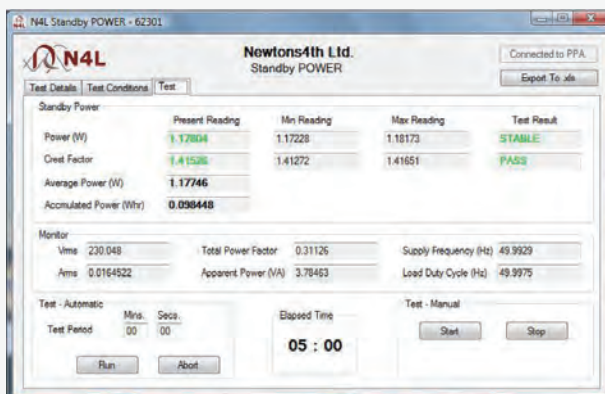 N4L Standby POWER - 62301
N4L
Newtons4th Ltd.
Standby POWER
Connected to PPA
Export To .xls
Test Details Test Conditions Test
Standby Power
Present Reading Min Reading Max Reading Test Result
Power (W) 1.17804 1.17228 1.18173 STABLE
Crest Factor 1.41526 1.41272 1.41651 PASS
Average Power (W) 1.17746
Accmulated Power (Whr) 0.098448
Monitor
Vrms 230.048 Total Power Factor 0.31126 Supply Frequency (Hz) 49.9929
Arms 0.0164522 Apparent Power (VA) 3.78463 Load Duty Cycle (Hz) 49.9975
Test - Automatic
Mins. Secs.
Test Period 00 00
Run Abort
Elapsed Time
05 : 00
Test - Manual
Start Stop